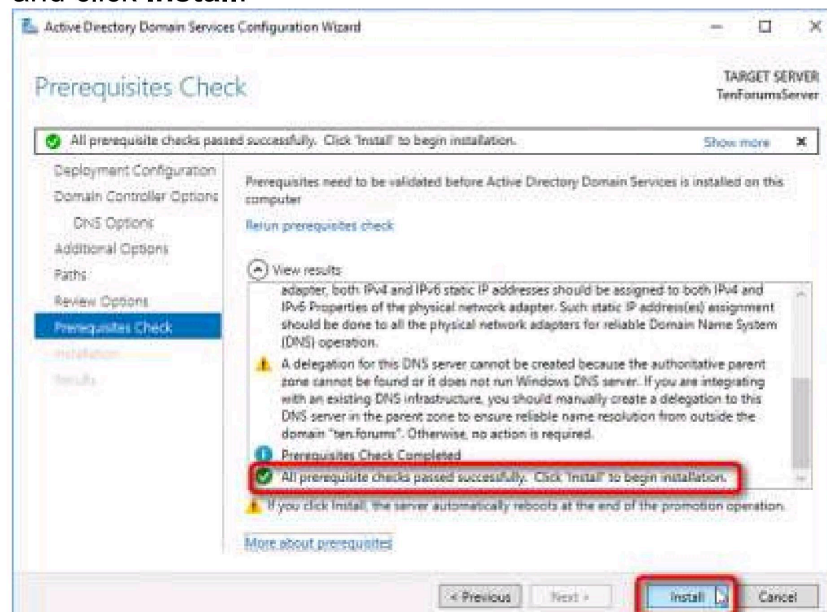 and click Install.
Active Directory Domain Services Configuration Wizard
Prerequisites Check
TARGET SERVER
TenForumsServer
All prerequisite checks passed successfully. Click 'Install' to begin installation.
Show more
Deployment Configuration
Domain Controller Options
DNS Options
Additional Options
Paths
Review Options
Prerequisites Check
Installation
Results
Prerequisites need to be validated before Active Directory Domain Services is installed on this
computer
Rerun prerequisites check
View results
adapter, both IPv4 and IPv6 static IP addresses should be assigned to both IPv4 and
IPv6 Properties of the physical network adapter. Such static IP address(es) assignment
should be done to all the physical network adapters for reliable Domain Name System
(DNS) operation.
A delegation for this DNS server cannot be created because the authoritative parent
zone cannot be found or it does not run Windows DNS server. If you are integrating
with an existing DNS infrastructure, you should manually create a delegation to this
DNS server in the parent zone to ensure reliable name resolution from outside the
domain "ten.forums". Otherwise, no action is required.
Prerequisites Check Completed
All prerequisite checks passed successfully. Click 'Install' to begin installation.
If you click Install, the server automatically reboots at the end of the promotion operation.
More about prerequisites
< Previous
Next >
Install
Cancel